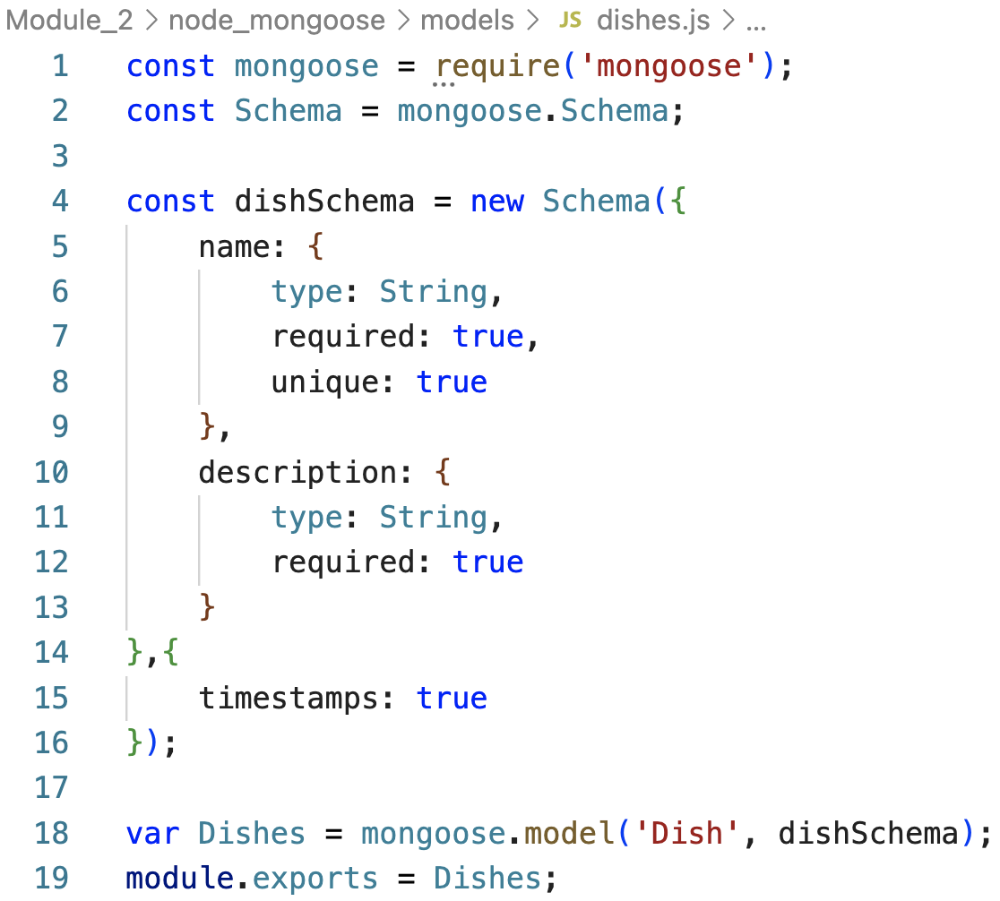 Module_2 > node_mongoose > models > JS dishes.js > ...
1 const mongoose = require('mongoose');
2 const Schema = mongoose.Schema;
3
4 const dishSchema = new Schema({
5     name: {
6         type: String,
7         required: true,
8         unique: true
9     },
10     description: {
11         type: String,
12         required: true
13     }
14 },{
15     timestamps: true
16 });
17
18 var Dishes = mongoose.model('Dish', dishSchema);
19 module.exports = Dishes;